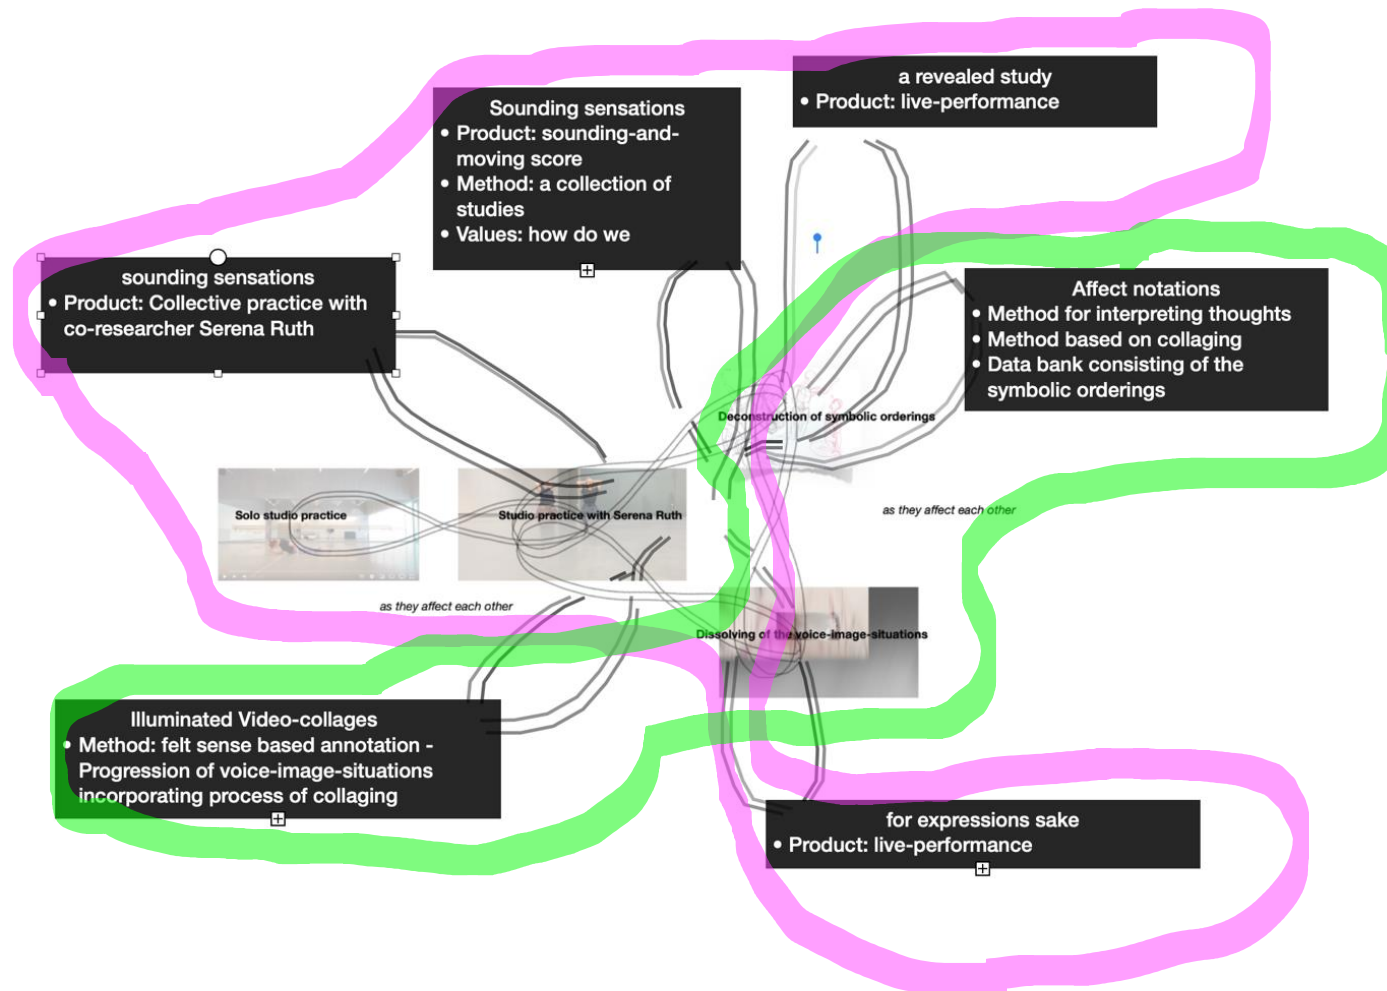 a revealed study
• Product: live-performance
Sounding sensations
• Product: sounding-and-
moving score
• Method: a collection of
studies
• Values: how do we
sounding sensations
• Product: Collective practice with
co-researcher Serena Ruth
Affect notations
• Method for interpreting thoughts
• Method based on collaging
• Data bank consisting of the
symbolic orderings
Deconstruction of symbolic orderings
Solo studio practice
Studio practice with Serena Ruth
as they affect each other
as they affect each other
Dissolving of the voice-image-situations
Illuminated Video-collages
• Method: felt sense based annotation -
Progression of voice-image-situations
incorporating process of collaging
for expressions sake
• Product: live-performance